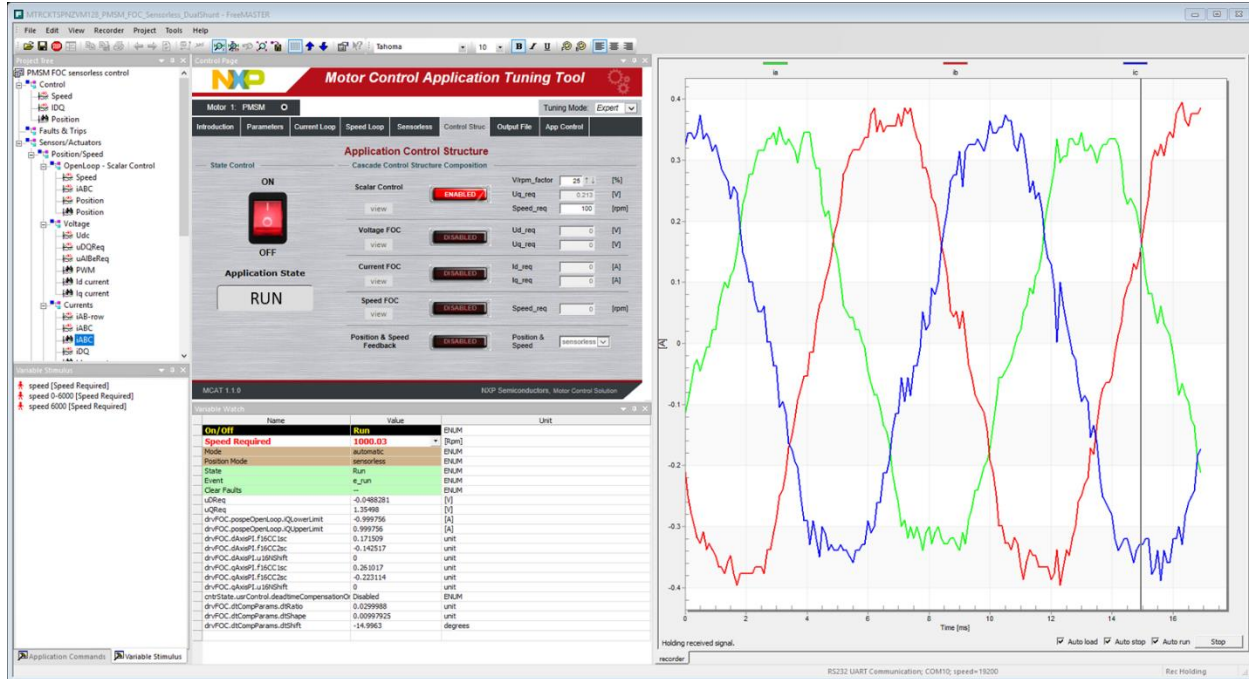 MTRCKTSPNZVM128_PMSM_FOC_Sensorless_DualShunt - FreeMASTER
File Edit View Recorder Project Tools Help
Tahoma 10 B I U
Project Tree
PMSM FOC sensorless control
Control
Speed
IDQ
Position
Faults & Trips
Sensors/Actuators
Position/Speed
OpenLoop - Scalar Control
Speed
iABC
Position
Position
Voltage
Udc
uDQReq
uAlBeReq
PWM
Id current
Iq current
Currents
iAB-row
iABC
iABC
iDQ
Variable Stimulus
speed [Speed Required]
speed 0-6000 [Speed Required]
speed 6000 [Speed Required]
Application Commands Variable Stimulus
Control Page
NXP Motor Control Application Tuning Tool
Motor 1: PMSM Tuning Mode: Expert
Introduction Parameters Current Loop Speed Loop Sensorless Control Struc Output File App Control
Application Control Structure
State Control Cascade Control Structure Composition
ON
OFF
Application State
RUN
Scalar Control
view
ENABLED
V/rpm_factor 25 [%]
Uq_req 0.213 [V]
Speed_req 100 [rpm]
Voltage FOC
view
DISABLED
Ud_req 0 [V]
Uq_req 0 [V]
Current FOC
view
DISABLED
Id_req 0 [A]
Iq_req 0 [A]
Speed FOC
view
DISABLED
Speed_req 0 [rpm]
Position & Speed
Feedback
DISABLED
Position &
Speed
sensorless
MCAT 1.1.0 NXP Semiconductors, Motor Control Solution
Variable Watch
Name Value Unit
On/Off Run ENUM
Speed Required 1000.03 [Rpm]
Mode automatic ENUM
Position Mode sensorless ENUM
State Run ENUM
Event e_run ENUM
Clear Faults -- ENUM
uDReq -0.0488281 [V]
uQReq 1.35498 [V]
drvFOC.pospeOpenLoop.iQLowerLimit -0.999756 [A]
drvFOC.pospeOpenLoop.iQUpperLimit 0.999756 [A]
drvFOC.dAxisPI.f16CC1sc 0.171509 unit
drvFOC.dAxisPI.f16CC2sc -0.142517 unit
drvFOC.dAxisPI.u16NShift 0 unit
drvFOC.qAxisPI.f16CC1sc 0.261017 unit
drvFOC.qAxisPI.f16CC2sc -0.223114 unit
drvFOC.qAxisPI.u16NShift 0 unit
cntrState.usrControl.deadtimeCompensationOn Disabled ENUM
drvFOC.dtCompParams.dtRatio 0.0299988 unit
drvFOC.dtCompParams.dtShape 0.00997925 unit
drvFOC.dtCompParams.dtShift -14.9963 degrees
ia ib ic
0.4
0.3
0.2
0.1
0
-0.1
-0.2
-0.3
-0.4
[A]
0 2 4 6 8 10 12 14 16
Time [ms]
Holding received signal.
Auto load Auto stop Auto run Stop
recorder
RS232 UART Communication; COM10; speed=19200 Rec Holding